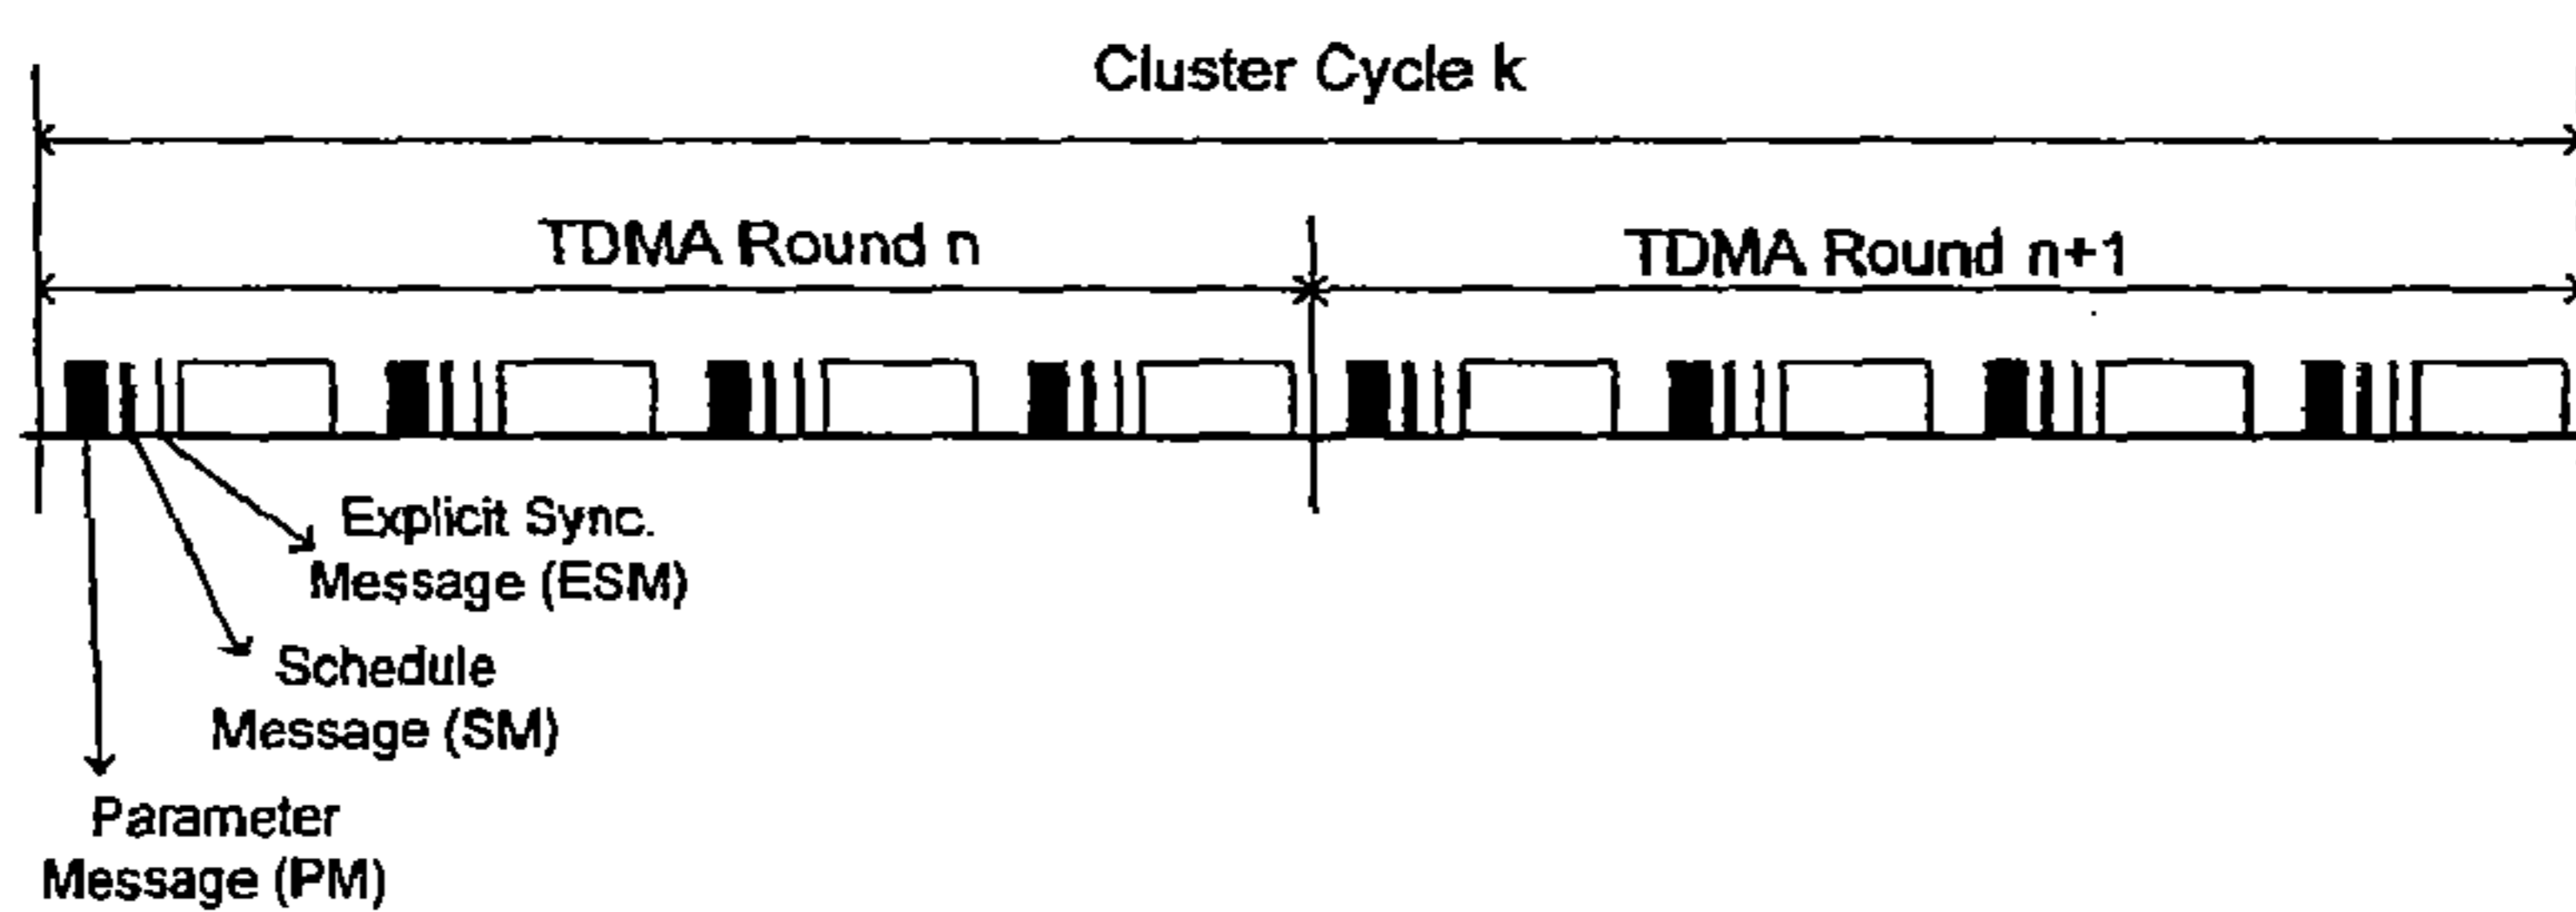 Cluster Cycle k
TDMA Round n
TDMA Round n+1
Explicit Sync.
Message (ESM)
Schedule
Message (SM)
Parameter
Message (PM)